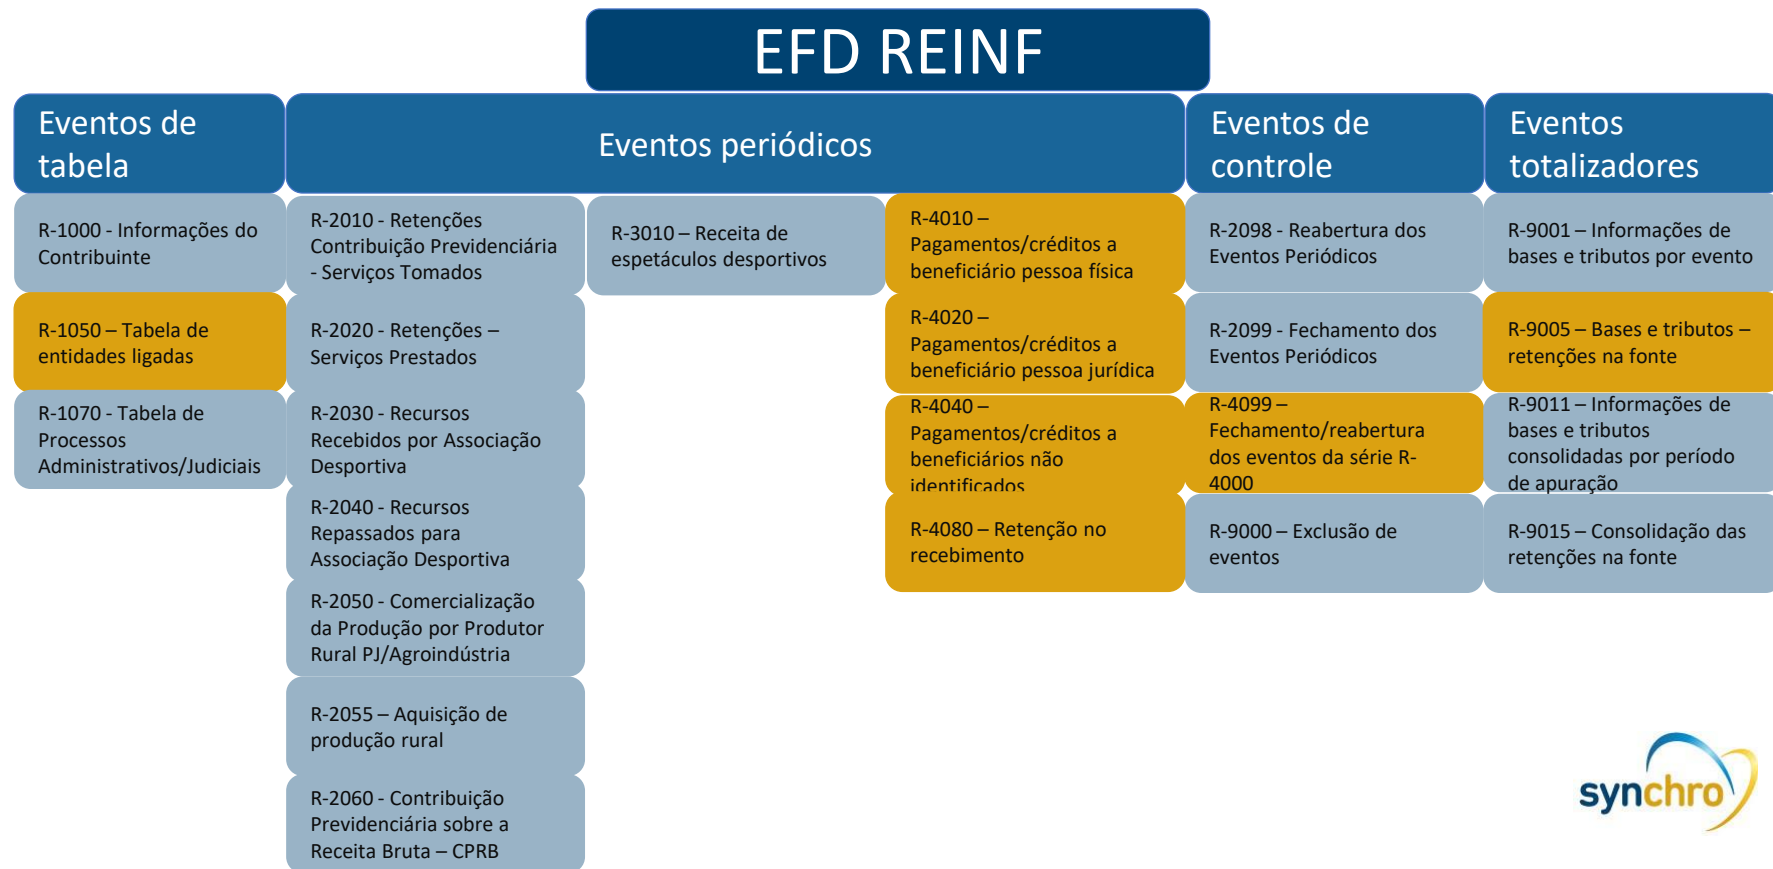 EFD REINF
Eventos de
tabela
Eventos periódicos
Eventos de
controle
Eventos
totalizadores
R-1000 - Informações do
Contribuinte
R-1050 – Tabela de
entidades ligadas
R-1070 - Tabela de
Processos
Administrativos/Judiciais
R-2010 - Retenções
Contribuição Previdenciária
- Serviços Tomados
R-2020 - Retenções –
Serviços Prestados
R-2030 - Recursos
Recebidos por Associação
Desportiva
R-2040 - Recursos
Repassados para
Associação Desportiva
R-2050 - Comercialização
da Produção por Produtor
Rural PJ/Agroindústria
R-2055 – Aquisição de
produção rural
R-2060 - Contribuição
Previdenciária sobre a
Receita Bruta – CPRB
R-3010 – Receita de
espetáculos desportivos
R-4010 –
Pagamentos/créditos a
beneficiário pessoa física
R-4020 –
Pagamentos/créditos a
beneficiário pessoa jurídica
R-4040 –
Pagamentos/créditos a
beneficiários não
identificados
R-4080 – Retenção no
recebimento
R-2098 - Reabertura dos
Eventos Periódicos
R-2099 - Fechamento dos
Eventos Periódicos
R-4099 –
Fechamento/reabertura
dos eventos da série R-
4000
R-9000 – Exclusão de
eventos
R-9001 – Informações de
bases e tributos por evento
R-9005 – Bases e tributos –
retenções na fonte
R-9011 – Informações de
bases e tributos
consolidadas por período
de apuração
R-9015 – Consolidação das
retenções na fonte
synchro